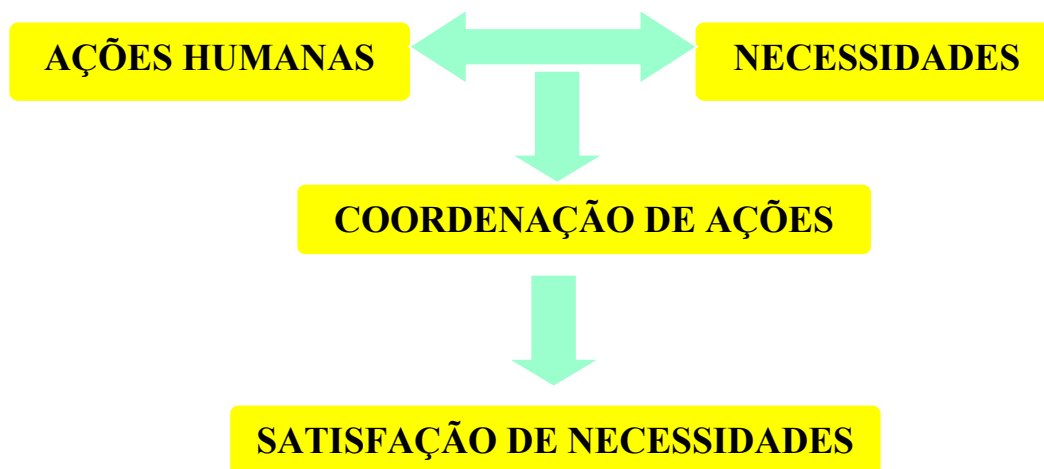 AÇÕES HUMANAS
NECESSIDADES
COORDENAÇÃO DE AÇÕES
SATISFAÇÃO DE NECESSIDADES